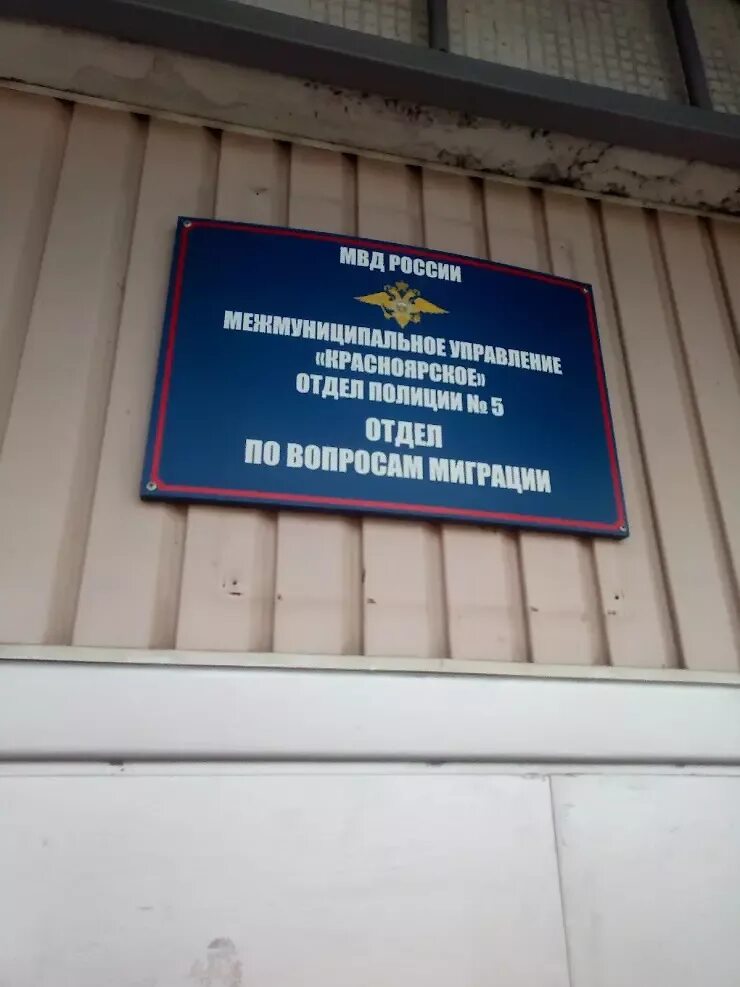 МВД РОССИИ
МЕЖМУНИЦИПАЛЬНОЕ УПРАВЛЕНИЕ
«КРАСНОЯРСКОЕ»
ОТДЕЛ ПОЛИЦИИ № 5
ОТДЕЛ
ПО ВОПРОСАМ МИГРАЦИИ